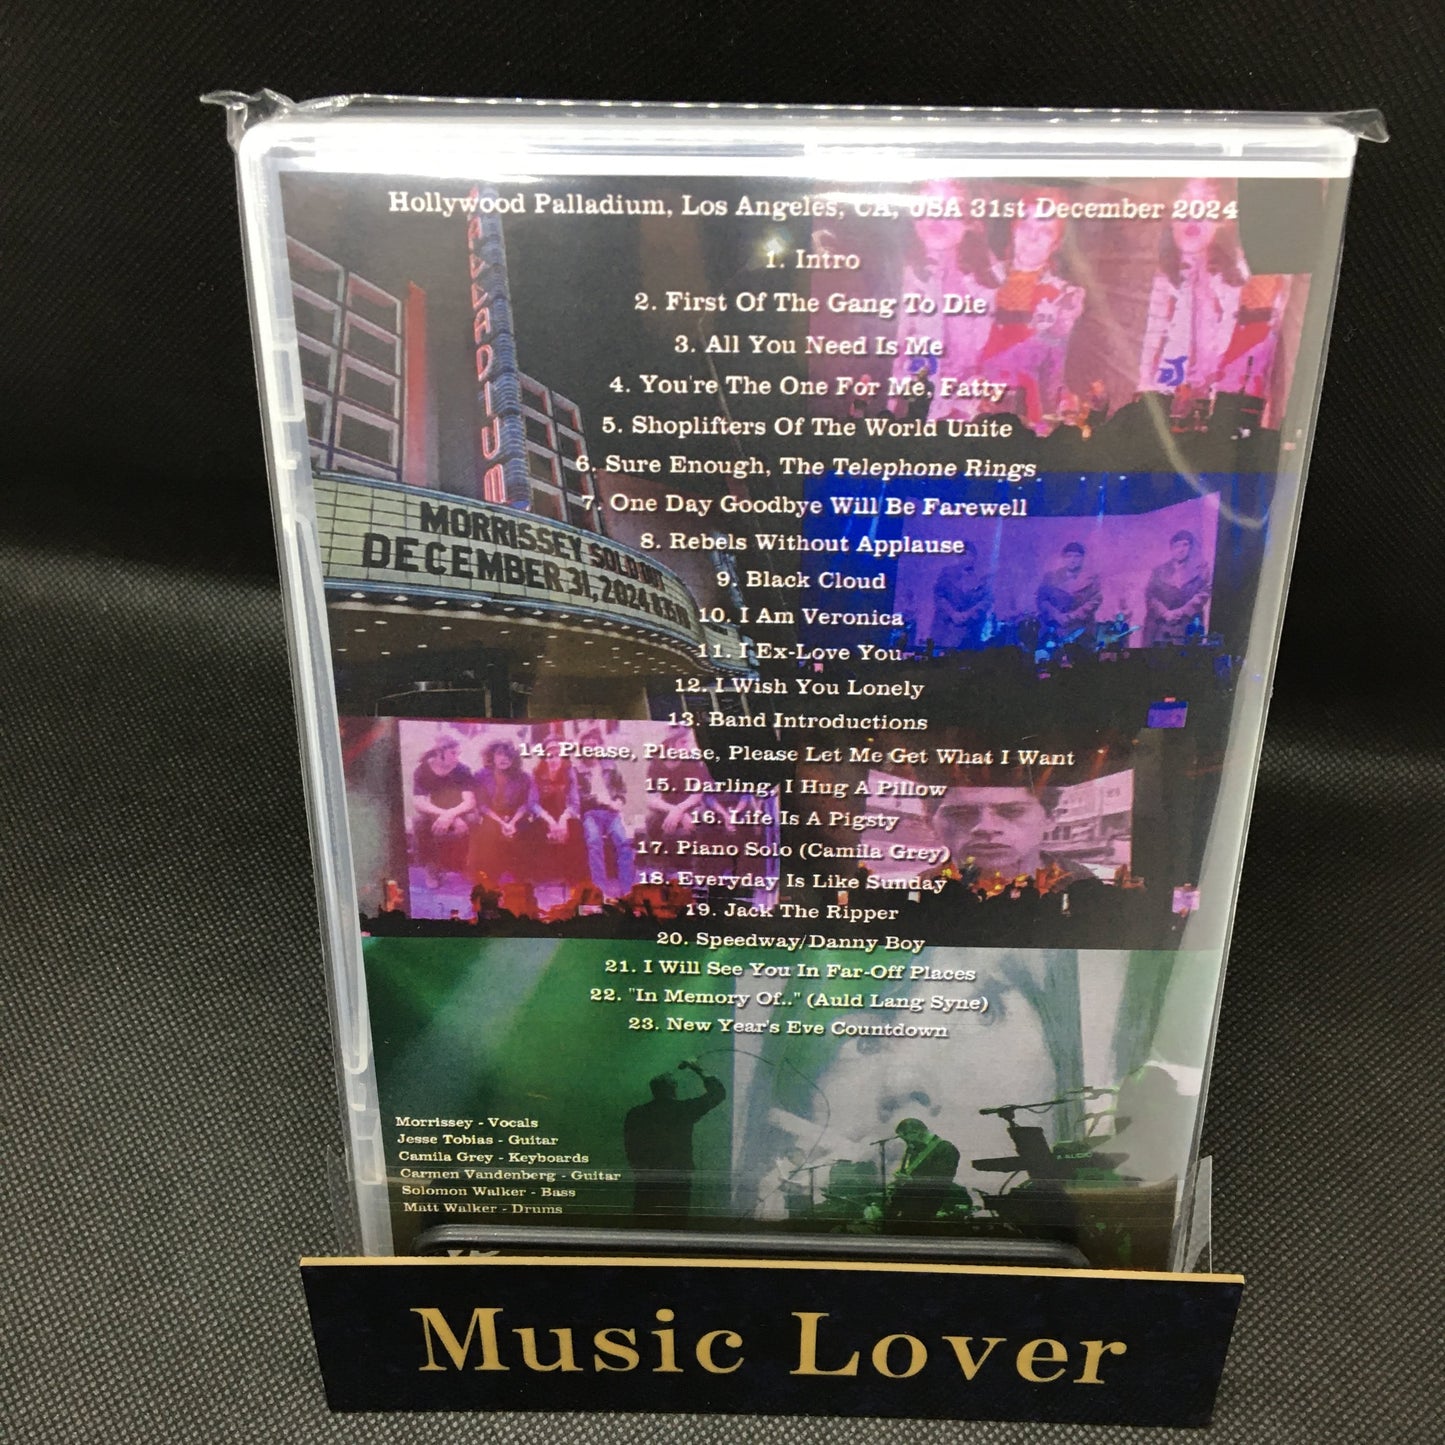 Hollywood Palladium, Los Angeles, CA, USA 31st December 2024
1. Intro
2. First Of The Gang To Die
3. All You Need Is Me
4. You're The One For Me, Fatty
5. Shoplifters Of The World Unite
6. Sure Enough, The Telephone Rings
7. One Day Goodbye Will Be Farewell
8. Rebels Without Applause
9. Black Cloud
10. I Am Veronica
11. I Ex-Love You
12. I Wish You Lonely
13. Band Introductions
14. Please, Please, Please Let Me Get What I Want
15. Darling, I Hug A Pillow
16. Life Is A Pigsty
17. Piano Solo (Camila Grey)
18. Everyday Is Like Sunday
19. Jack The Ripper
20. Speedway/Danny Boy
21. I Will See You In Far-Off Places
22. "In Memory Of.." (Auld Lang Syne)
23. New Year's Eve Countdown
PALLADIUM
MORRISSEY SOLD OUT
DECEMBER 31, 2024
Morrissey - Vocals
Jesse Tobias - Guitar
Camila Grey - Keyboards
Carmen Vandenberg - Guitar
Solomon Walker - Bass
Matt Walker - Drums
Music Lover